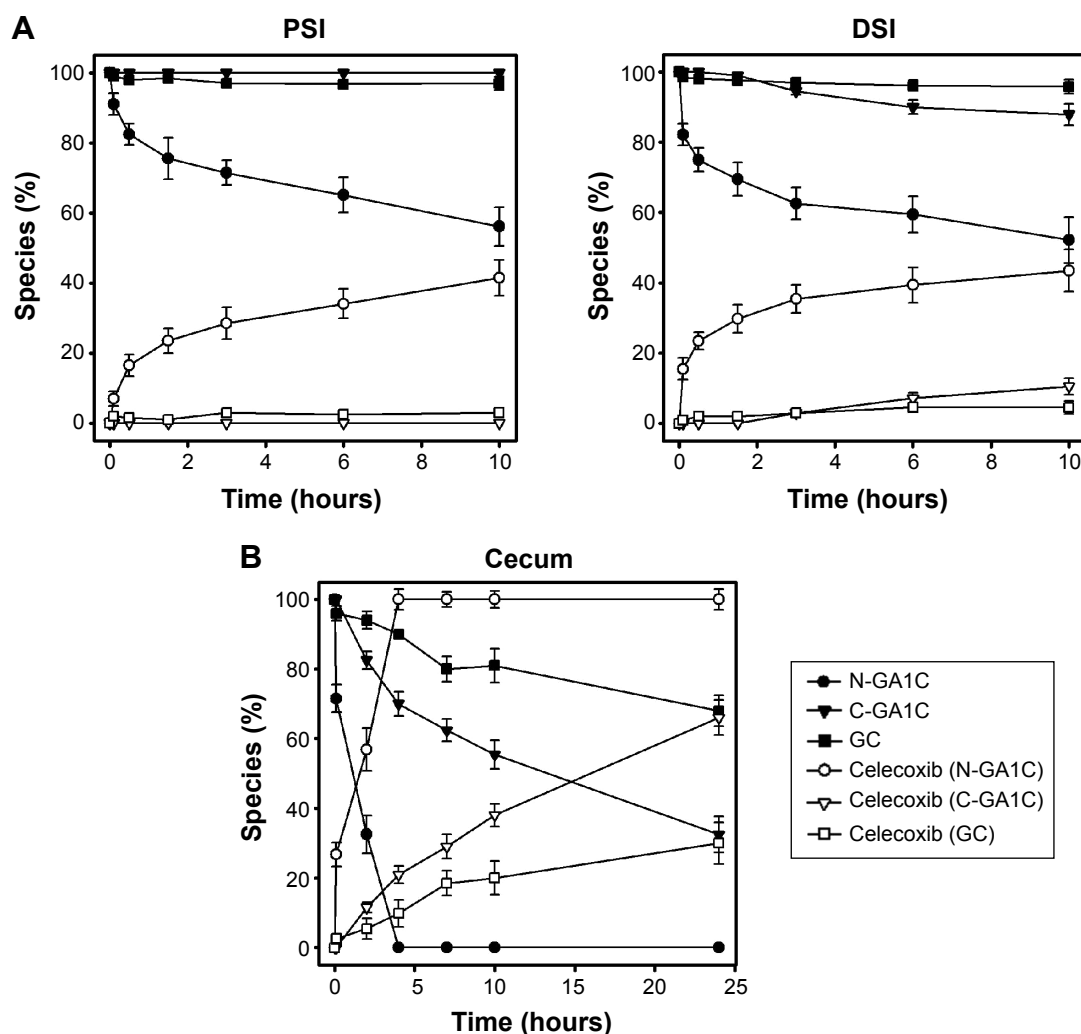 A
PSI
DSI
Species (%)
100
80
60
40
20
0
0 2 4 6 8 10
Time (hours)
Species (%)
100
80
60
40
20
0
0 2 4 6 8 10
Time (hours)
B
Cecum
Species (%)
100
80
60
40
20
0
0 5 10 15 20 25
Time (hours)
N-GA1C
C-GA1C
GC
Celecoxib (N-GA1C)
Celecoxib (C-GA1C)
Celecoxib (GC)